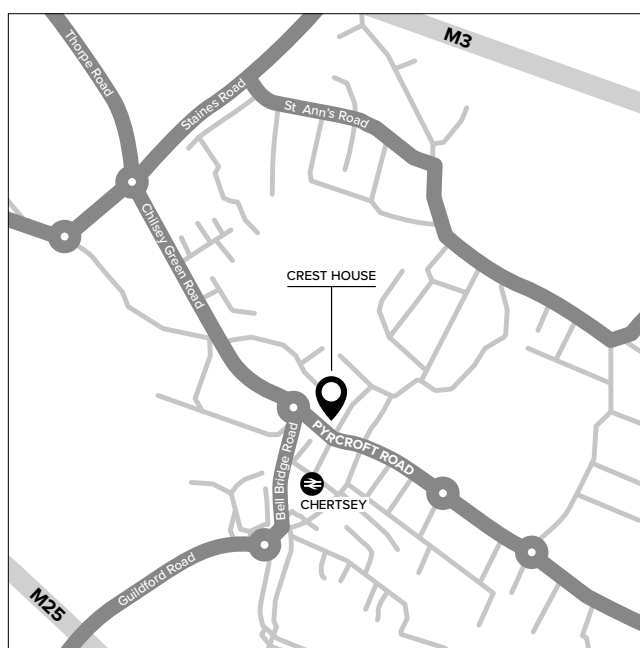 M3
Thorpe Road
Staines Road
St Ann's Road
Chilsey Green Road
CREST HOUSE
PYRCROFT ROAD
Bell Bridge Road
CHERTSEY
Guildford Road
M25